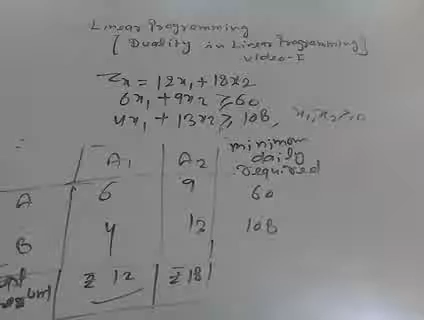 Linear Programming
[Duality in Linear Programming]
video-I
Zx = 12x1 + 18x2
6x1 + 9x2 ≥ 60
4x1 + 13x2 ≥ 108, x1, x2 ≥ 0
A1 A2 minimum daily required
A 6 9 60
B 4 12 108
Z 12 Z 18